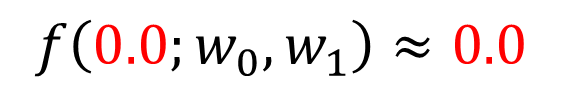 f(0.0; w₀, w₁) ≈ 0.0